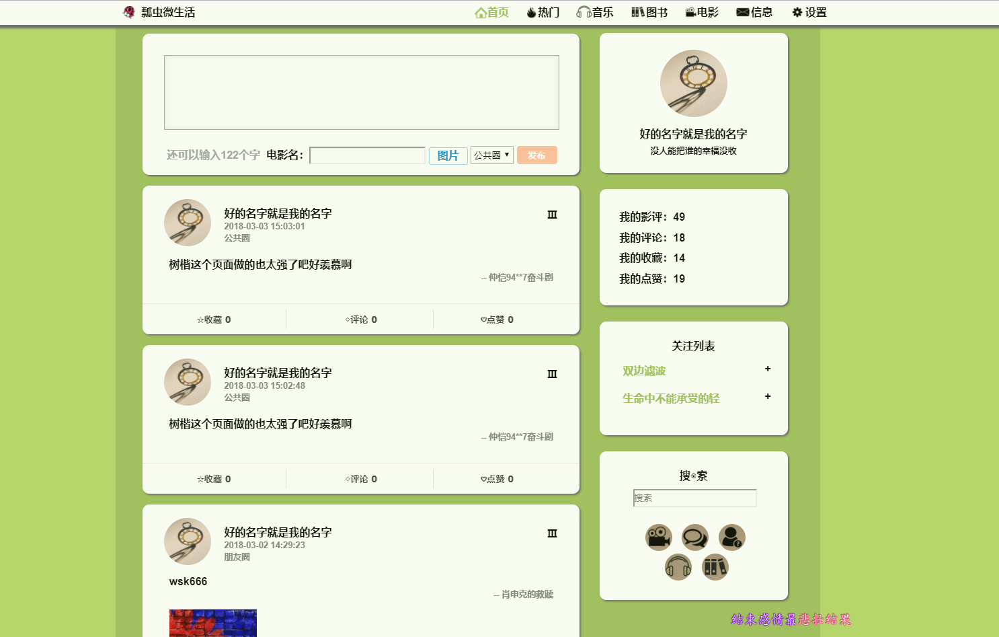 瓢虫微生活
首页 热门 音乐 图书 电影 信息 设置
还可以输入122个字 电影名： 图片 公共圈 发布
好的名字就是我的名字
2018-03-03 15:03:01
公共圈
树楷这个页面做的也太强了吧好羡慕啊
-- 仲恺94**7奋斗剧
☆收藏 0 ◇评论 0 ♡点赞 0
好的名字就是我的名字
2018-03-03 15:02:48
公共圈
树楷这个页面做的也太强了吧好羡慕啊
-- 仲恺94**7奋斗剧
☆收藏 0 ◇评论 0 ♡点赞 0
好的名字就是我的名字
2018-03-02 14:29:23
朋友圈
wsk666
-- 肖申克的救赎
好的名字就是我的名字
没人能把谁的幸福没收
我的影评：49
我的评论：18
我的收藏：14
我的点赞：19
关注列表
双边滤波 +
生命中不能承受的轻 +
搜◎索
搜索
结束感情最悲壮结果